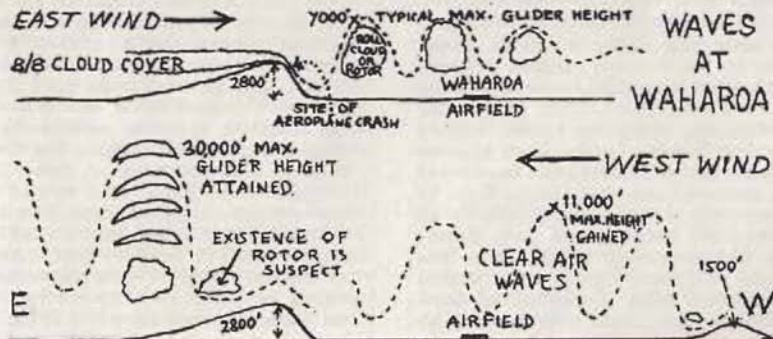 EAST WIND
7000' TYPICAL MAX. GLIDER HEIGHT
WAVES
AT
WAHAROA
8/8 CLOUD COVER
ROLL
CLOUD
OR
ROTOR
2800'
WAHAROA
AIRFIELD
SITE OF
AEROPLANE CRASH
30,000' MAX.
GLIDER HEIGHT
ATTAINED.
WEST WIND
11,000'
MAX. HEIGHT
GAINED
EXISTENCE OF
ROTOR IS
SUSPECT
CLEAR AIR
WAVES
1500'
E
W
2800'
AIRFIELD